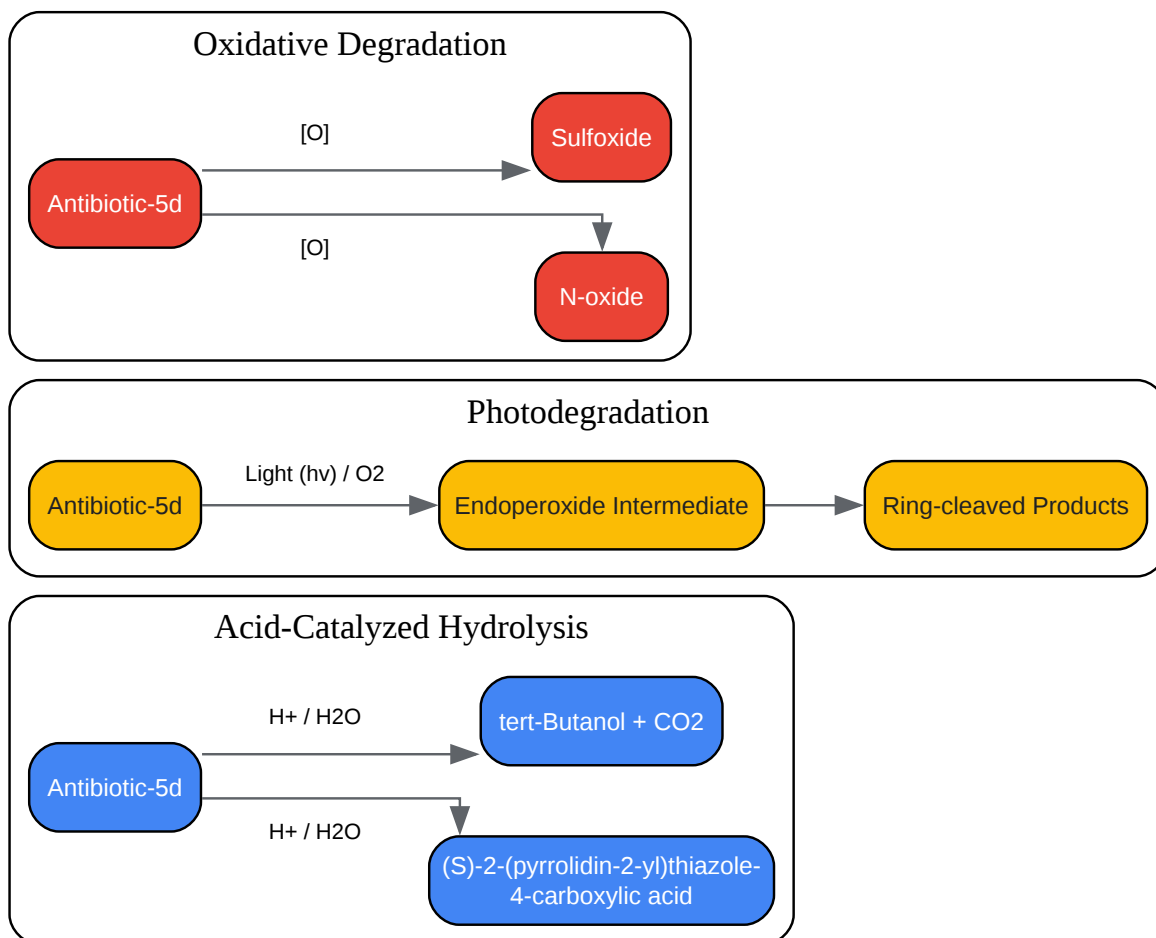 Oxidative Degradation
[O]
Sulfoxide
Antibiotic-5d
[O]
N-oxide
Photodegradation
Light (hv) / O2
Antibiotic-5d
Endoperoxide Intermediate
Ring-cleaved Products
Acid-Catalyzed Hydrolysis
H+ / H2O
tert-Butanol + CO2
Antibiotic-5d
H+ / H2O
(S)-2-(pyrrolidin-2-yl)thiazole-
4-carboxylic acid